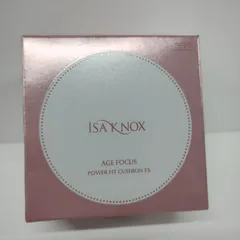 ISA KNOX
AGE FOCUS
POWER FIT CUSHION EX